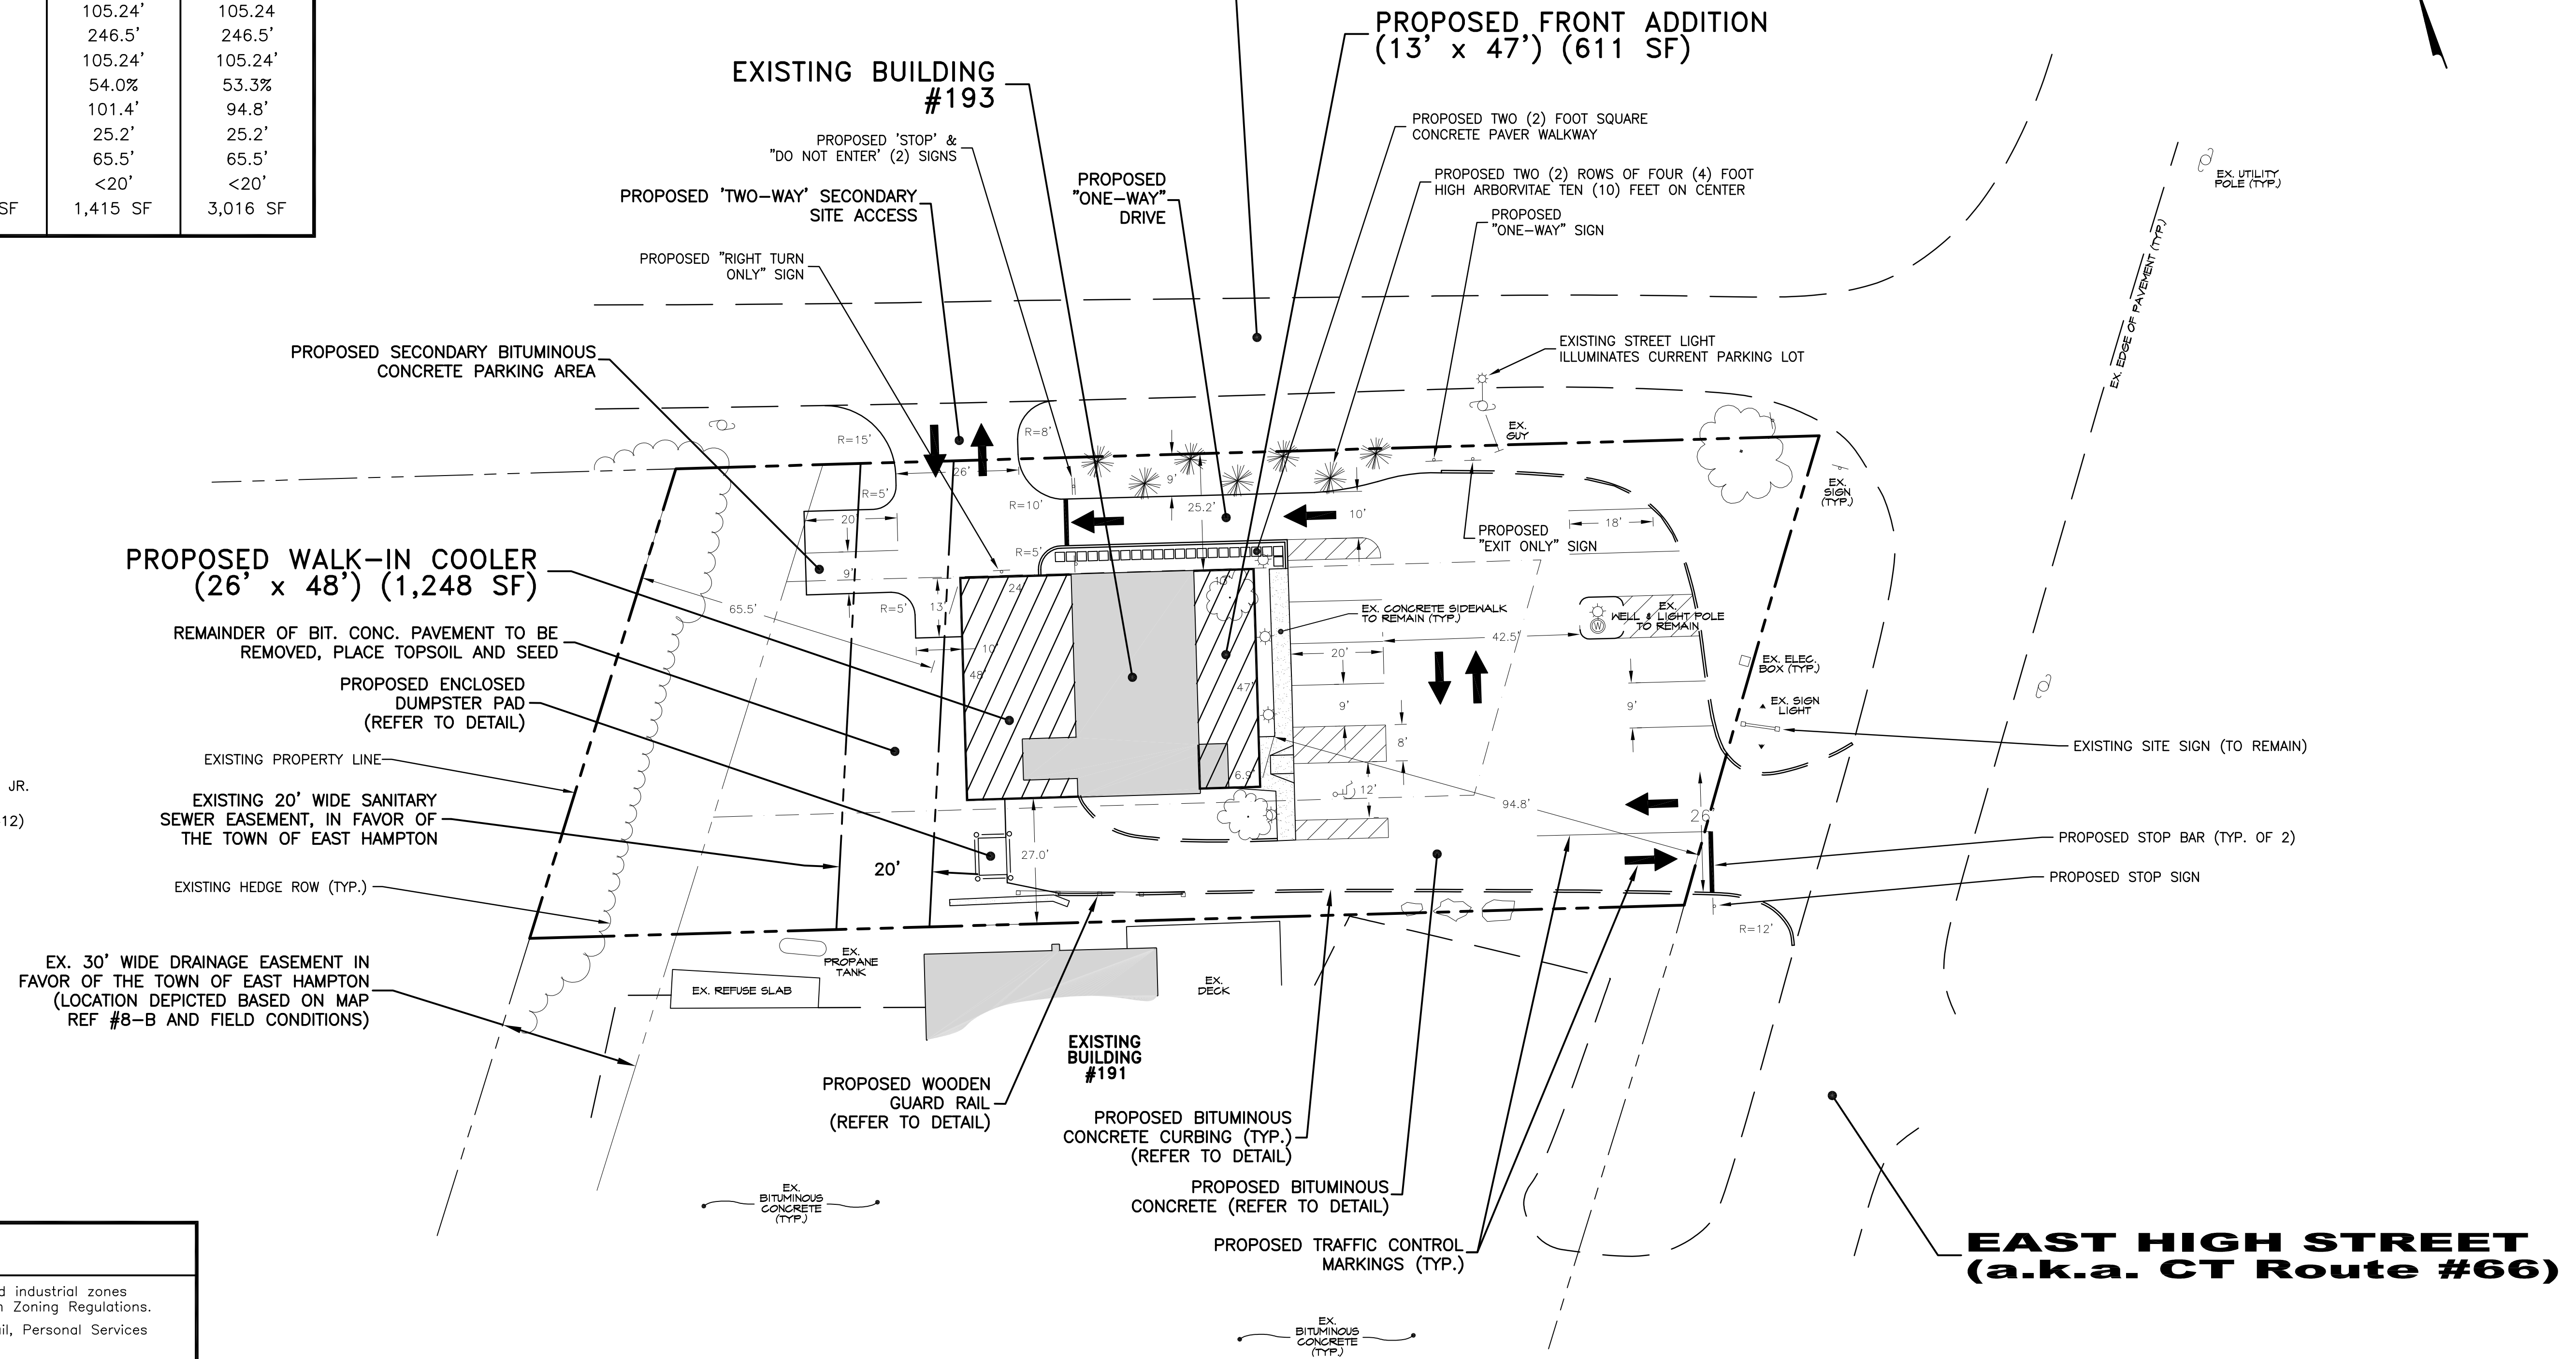 105.24' 105.24
246.5' 246.5'
105.24' 105.24'
54.0% 53.3%
101.4' 94.8'
25.2' 25.2'
65.5' 65.5'
<20' <20'
SF 1,415 SF 3,016 SF
PROPOSED FRONT ADDITION
(13' x 47') (611 SF)
EXISTING BUILDING
#193
PROPOSED 'STOP' &
"DO NOT ENTER' (2) SIGNS
PROPOSED TWO (2) FOOT SQUARE
CONCRETE PAVER WALKWAY
PROPOSED 'TWO-WAY' SECONDARY
SITE ACCESS
PROPOSED
"ONE-WAY"
DRIVE
PROPOSED TWO (2) ROWS OF FOUR (4) FOOT
HIGH ARBORVITAE TEN (10) FEET ON CENTER
PROPOSED
"ONE-WAY" SIGN
EX. UTILITY
POLE (TYP.)
EX. EDGE OF PAVEMENT (TYP.)
PROPOSED "RIGHT TURN
ONLY" SIGN
EXISTING STREET LIGHT
ILLUMINATES CURRENT PARKING LOT
PROPOSED SECONDARY BITUMINOUS
CONCRETE PARKING AREA
R=15'
R=8'
EX.
GUY
26'
9'
R=5'
R=10'
25.2'
10'
20'
18'
EX.
SIGN
(TYP.)
PROPOSED
"EXIT ONLY" SIGN
R=5'
PROPOSED WALK-IN COOLER
(26' x 48') (1,248 SF)
9'
24'
13'
65.5'
R=5'
13'
EX. CONCRETE SIDEWALK
TO REMAIN (TYP.)
EX.
WELL & LIGHT POLE
TO REMAIN
W
42.5'
REMAINDER OF BIT. CONC. PAVEMENT TO BE
REMOVED, PLACE TOPSOIL AND SEED
10'
20'
48'
47'
EX. ELEC.
BOX (TYP.)
PROPOSED ENCLOSED
DUMPSTER PAD
(REFER TO DETAIL)
9'
9'
EX. SIGN
LIGHT
8'
EXISTING SITE SIGN (TO REMAIN)
EXISTING PROPERTY LINE
6.9'
JR.
12'
94.8'
26'
EXISTING 20' WIDE SANITARY
SEWER EASEMENT, IN FAVOR OF
THE TOWN OF EAST HAMPTON
12)
PROPOSED STOP BAR (TYP. OF 2)
27.0'
20'
PROPOSED STOP SIGN
EXISTING HEDGE ROW (TYP.)
R=12'
EX.
PROPANE
TANK
EX. REFUSE SLAB
EX.
DECK
EX. 30' WIDE DRAINAGE EASEMENT IN
FAVOR OF THE TOWN OF EAST HAMPTON
(LOCATION DEPICTED BASED ON MAP
REF #8-B AND FIELD CONDITIONS)
EXISTING
BUILDING
#191
PROPOSED WOODEN
GUARD RAIL
(REFER TO DETAIL)
PROPOSED BITUMINOUS
CONCRETE CURBING (TYP.)
(REFER TO DETAIL)
PROPOSED BITUMINOUS
CONCRETE (REFER TO DETAIL)
EX.
BITUMINOUS
CONCRETE
(TYP.)
PROPOSED TRAFFIC CONTROL
MARKINGS (TYP.)
EAST HIGH STREET
(a.k.a. CT Route #66)
d industrial zones
n Zoning Regulations.
il, Personal Services
EX.
BITUMINOUS
CONCRETE
(TYP.)